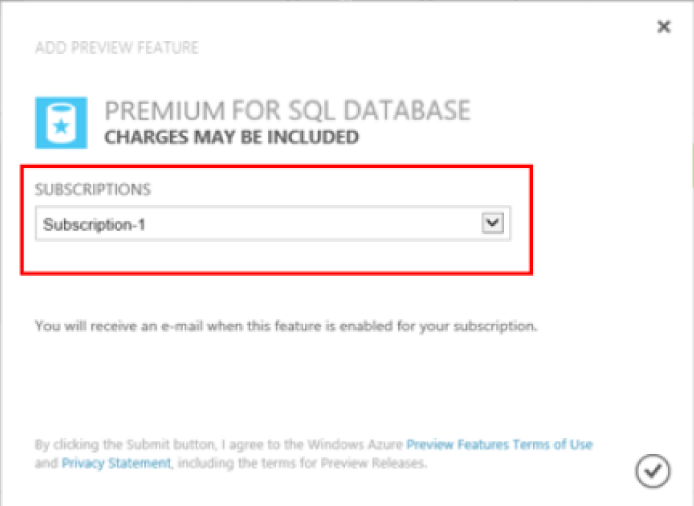 ADD PREVIEW FEATURE
PREMIUM FOR SQL DATABASE
CHARGES MAY BE INCLUDED
SUBSCRIPTIONS
Subscription-1
You will receive an e-mail when this feature is enabled for your subscription.
By clicking the Submit button, I agree to the Windows Azure Preview Features Terms of Use
and Privacy Statement, including the terms for Preview Releases.